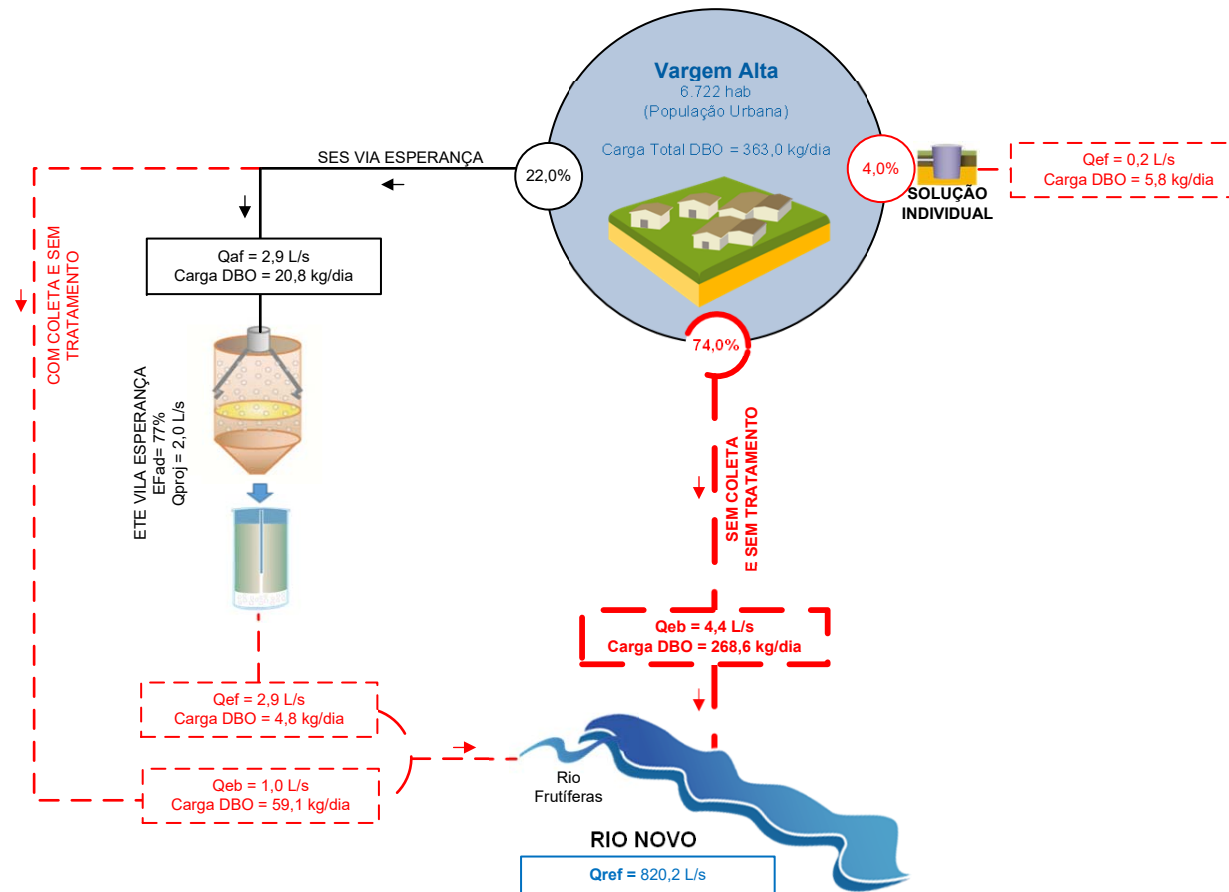 Vargem Alta
6.722 hab
(População Urbana)
Carga Total DBO = 363,0 kg/dia
SES VIA ESPERANÇA
22,0%
4,0%
SOLUÇÃO
INDIVIDUAL
Qef = 0,2 L/s
Carga DBO = 5,8 kg/dia
Qaf = 2,9 L/s
Carga DBO = 20,8 kg/dia
COM COLETA E SEM
TRATAMENTO
ETE VILA ESPERANÇA
EFad= 77%
Qproj = 2,0 L/s
74,0%
SEM COLETA
E SEM TRATAMENTO
Qeb = 4,4 L/s
Carga DBO = 268,6 kg/dia
Qef = 2,9 L/s
Carga DBO = 4,8 kg/dia
Qeb = 1,0 L/s
Carga DBO = 59,1 kg/dia
Rio
Frutíferas
RIO NOVO
Qref = 820,2 L/s